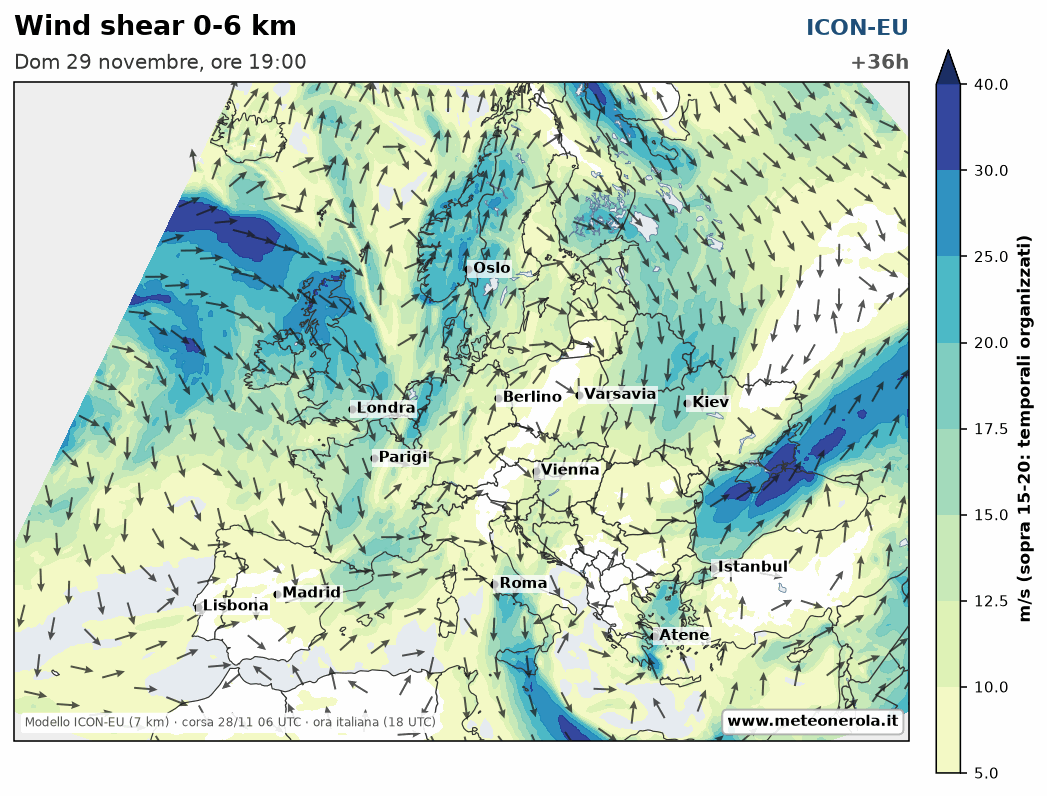 Wind shear 0-6 km
ICON-EU
Dom 29 novembre, ore 19:00
+36h
40.0
30.0
25.0
20.0
17.5
15.0
12.5
10.0
5.0
m/s (sopra 15-20: temporali organizzati)
Oslo
Berlino
Varsavia
Kiev
Londra
Parigi
Vienna
Istanbul
Roma
Madrid
Lisbona
Atene
Modello ICON-EU (7 km) · corsa 28/11 06 UTC · ora italiana (18 UTC)
www.meteonerola.it